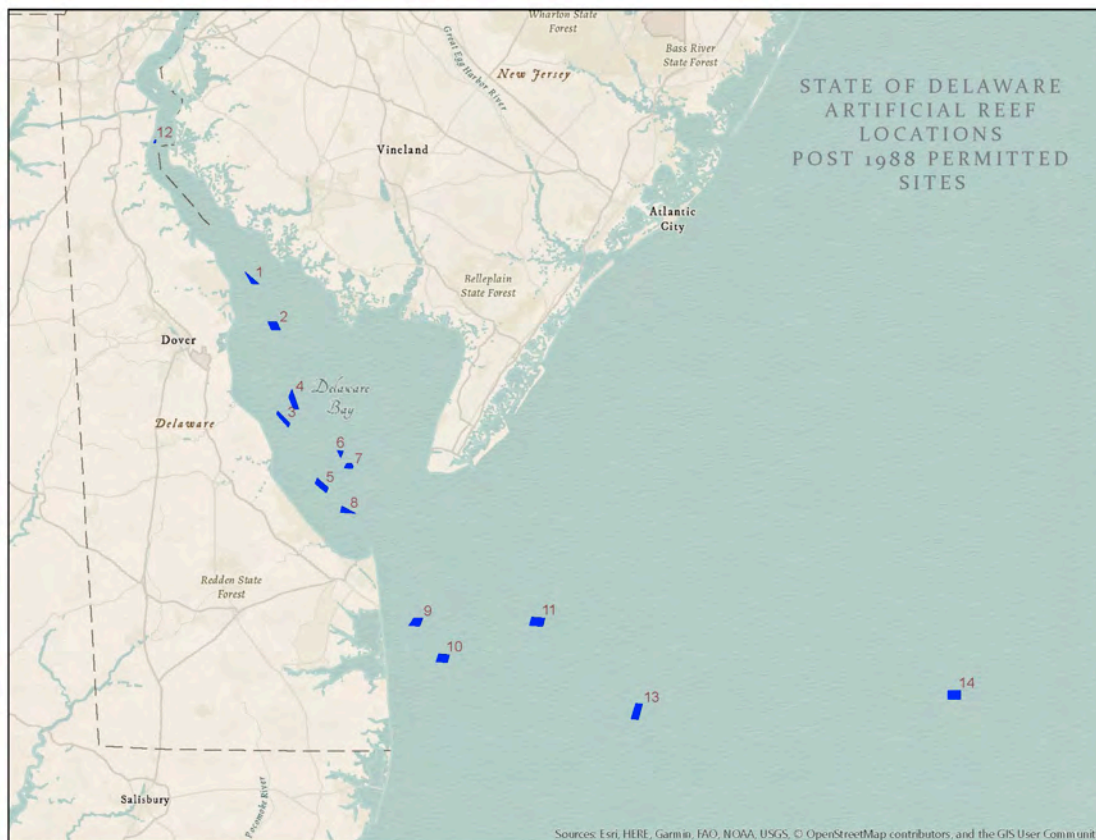 Wharton State
Forest
Bass River
State Forest
Great Egg Harbor River
New Jersey
STATE OF DELAWARE
ARTIFICIAL REEF
LOCATIONS
POST 1988 PERMITTED
SITES
12
Vineland
Atlantic
City
1
Belleplain
State Forest
2
Dover
4
Delaware
Bay
3
Delaware
6
7
5
8
Redden State
Forest
9
11
10
13
14
Salisbury
Pocomoke River
Sources: Esri, HERE, Garmin, FAO, NOAA, USGS, © OpenStreetMap contributors, and the GIS User Communit